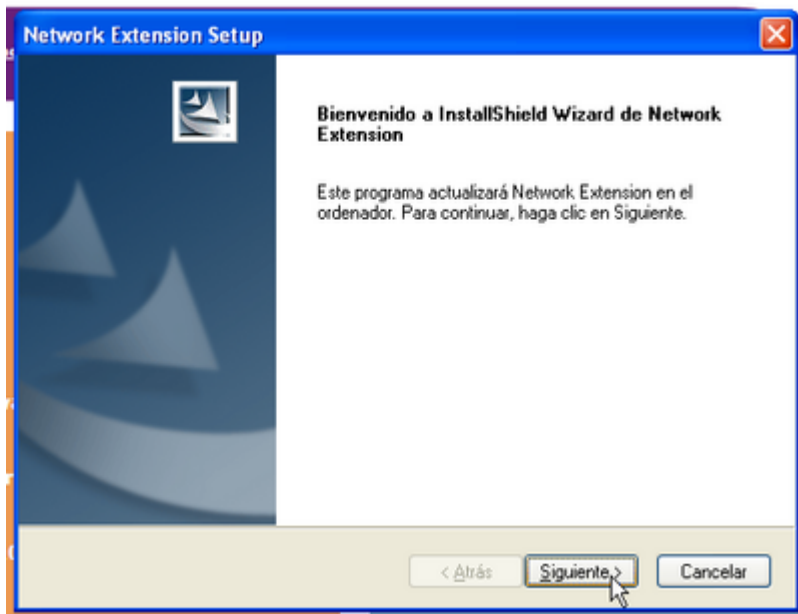 Network Extension Setup
Bienvenido a InstallShield Wizard de Network
Extension
Este programa actualizará Network Extension en el
ordenador. Para continuar, haga clic en Siguiente.
< Atrás Siguiente > Cancelar